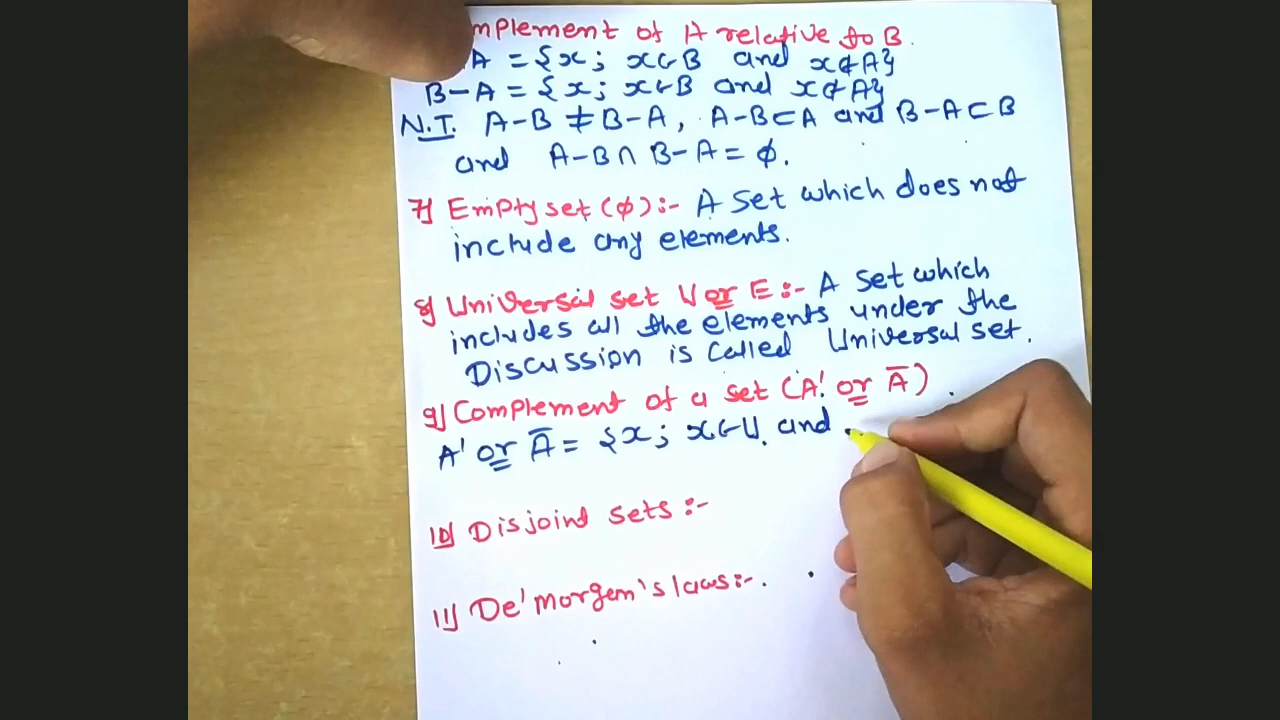 mplement of A relative to B.
A = {x; x∈B and x∉A}
B-A = {x; x∈B and x∉A}
N.T. A-B ≠ B-A, A-B⊂A and B-A⊂B
and A-B∩B-A = ϕ.
7) Empty set (ϕ):- A set which does not
include any elements.
8) Universal set U or E:- A set which
includes all the elements under the
Discussion is called Universal set.
9) Complement of a set (A' or A̅)
A' or A̅ = {x; x∈U and
10) Disjoint sets:-
11) De'morgen's laws:-